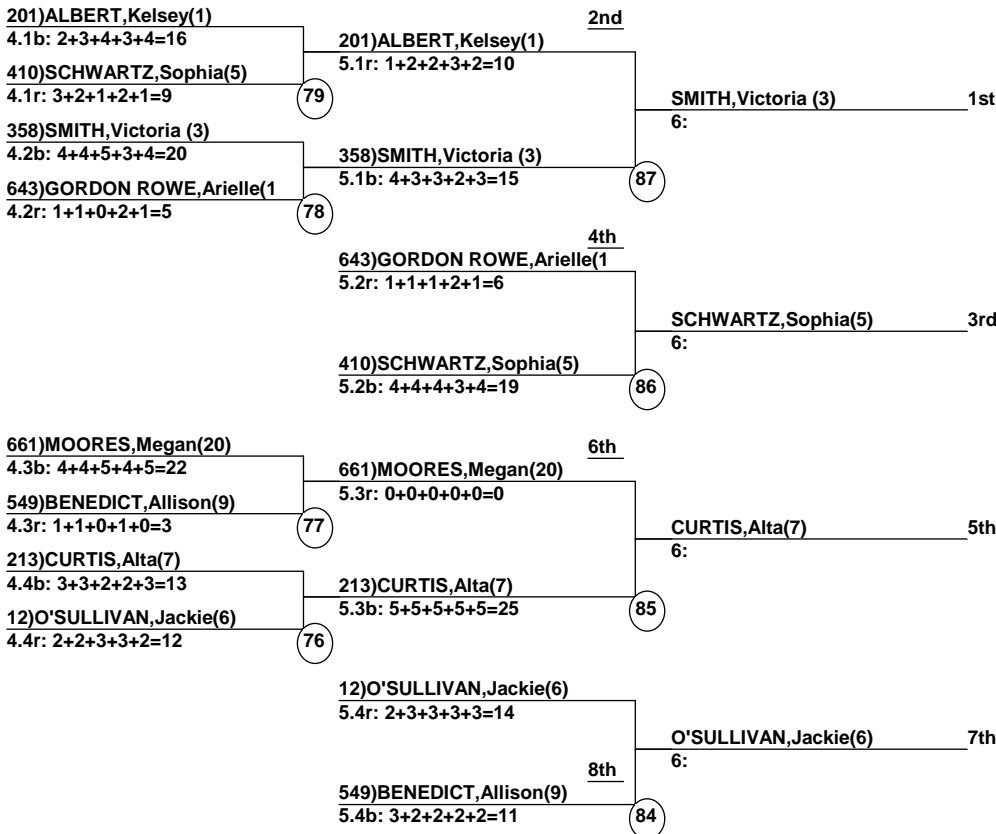 201)ALBERT,Kelsey(1)
4.1b: 2+3+4+3+4=16
410)SCHWARTZ,Sophia(5)
4.1r: 3+2+1+2+1=9
79
358)SMITH,Victoria (3)
4.2b: 4+4+5+3+4=20
643)GORDON ROWE,Arielle(1
4.2r: 1+1+0+2+1=5
78
2nd
201)ALBERT,Kelsey(1)
5.1r: 1+2+2+3+2=10
358)SMITH,Victoria (3)
5.1b: 4+3+3+2+3=15
87
SMITH,Victoria (3) 1st
6:
4th
643)GORDON ROWE,Arielle(1
5.2r: 1+1+1+2+1=6
410)SCHWARTZ,Sophia(5)
5.2b: 4+4+4+3+4=19
86
SCHWARTZ,Sophia(5) 3rd
6:
661)MOORES,Megan(20)
4.3b: 4+4+5+4+5=22
549)BENEDICT,Allison(9)
4.3r: 1+1+0+1+0=3
77
213)CURTIS,Alta(7)
4.4b: 3+3+2+2+3=13
12)O'SULLIVAN,Jackie(6)
4.4r: 2+2+3+3+2=12
76
6th
661)MOORES,Megan(20)
5.3r: 0+0+0+0+0=0
213)CURTIS,Alta(7)
5.3b: 5+5+5+5+5=25
85
CURTIS,Alta(7) 5th
6:
12)O'SULLIVAN,Jackie(6)
5.4r: 2+3+3+3+3=14
8th
549)BENEDICT,Allison(9)
5.4b: 3+2+2+2+2=11
84
O'SULLIVAN,Jackie(6) 7th
6: